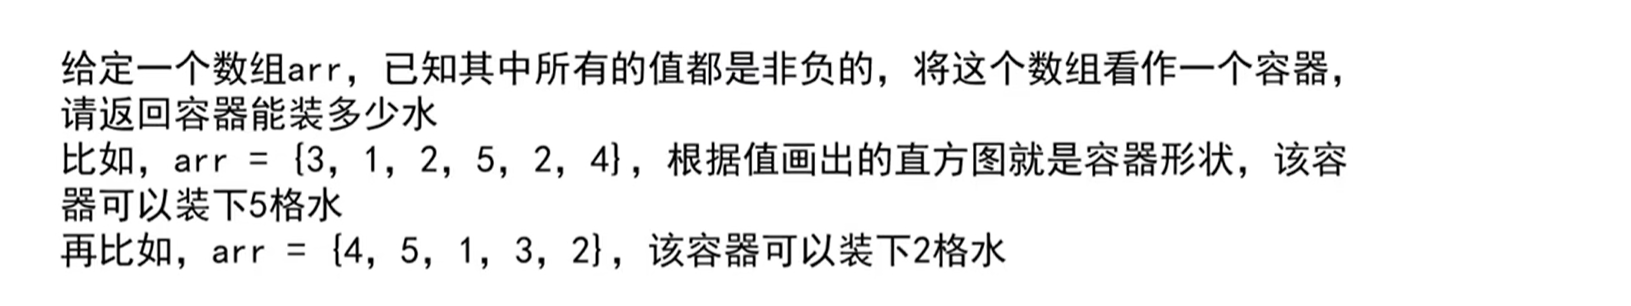 给定一个数组arr，已知其中所有的值都是非负的，将这个数组看作一个容器，
请返回容器能装多少水
比如，arr = {3，1，2，5，2，4}，根据值画出的直方图就是容器形状，该容
器可以装下5格水
再比如，arr = {4，5，1，3，2}，该容器可以装下2格水